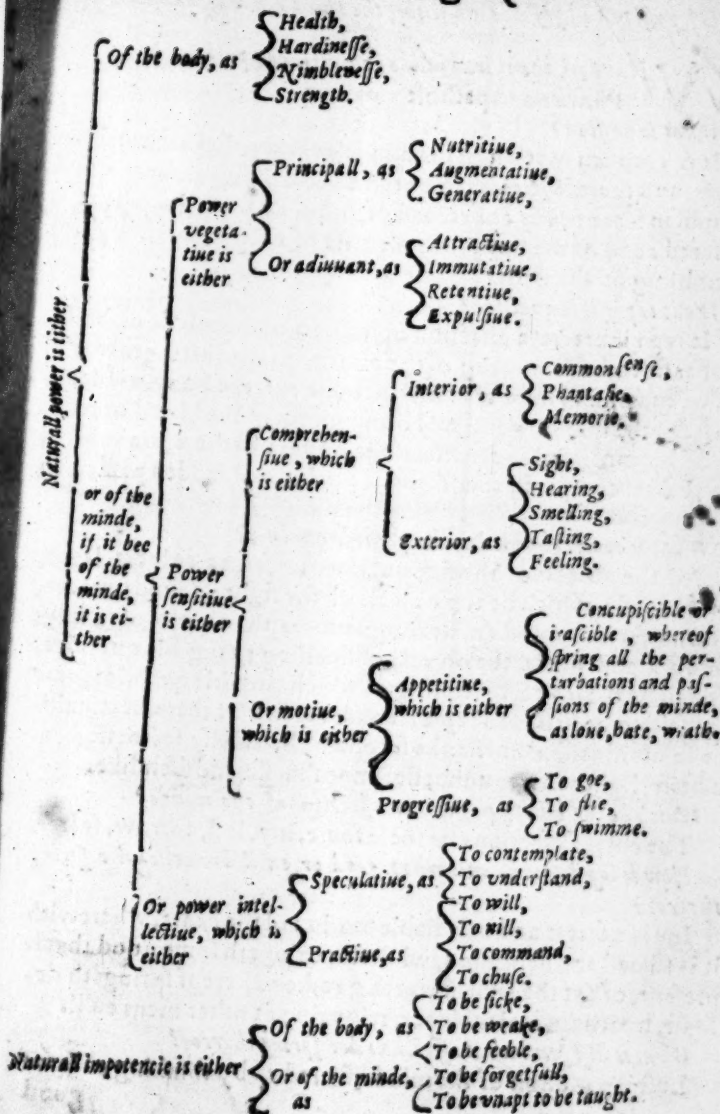 Naturall power is either
Of the body, as
Health,
Hardinesse,
Nimblenesse,
Strength.
or of the
minde,
if it bee
of the
minde,
it is ei-
ther
Power
vegeta-
tiue is
either
Principall, as
Nutritiue,
Augmentatiue,
Generatiue,
Or adiuuant, as
Attractiue,
Immutatiue,
Retentiue,
Expulsiue.
Power
sensitiue
is either
Comprehen-
siue, which
is either
Interior, as
Common sense,
Phantasie,
Memorie.
Exterior, as
Sight,
Hearing,
Smelling,
Tasting,
Feeling.
Or motiue,
which is either
Appetitiue,
which is either
Concupiscible or
irascible, whereof
spring all the per-
turbations and pas-
sions of the minde,
as loue, hate, wrath.
Progressiue, as
To goe,
To flie,
To swimme.
Or power intel-
lectiue, which is
either
Speculatiue, as
To contemplate,
To vnderstand,
Practiue, as
To will,
To nill,
To command,
To chuse.
Naturall impotencie is either
Of the body, as
To be sicke,
To be weake,
To be feeble,
Or of the minde,
as
To be forgetfull,
To be vnapt to be taught.